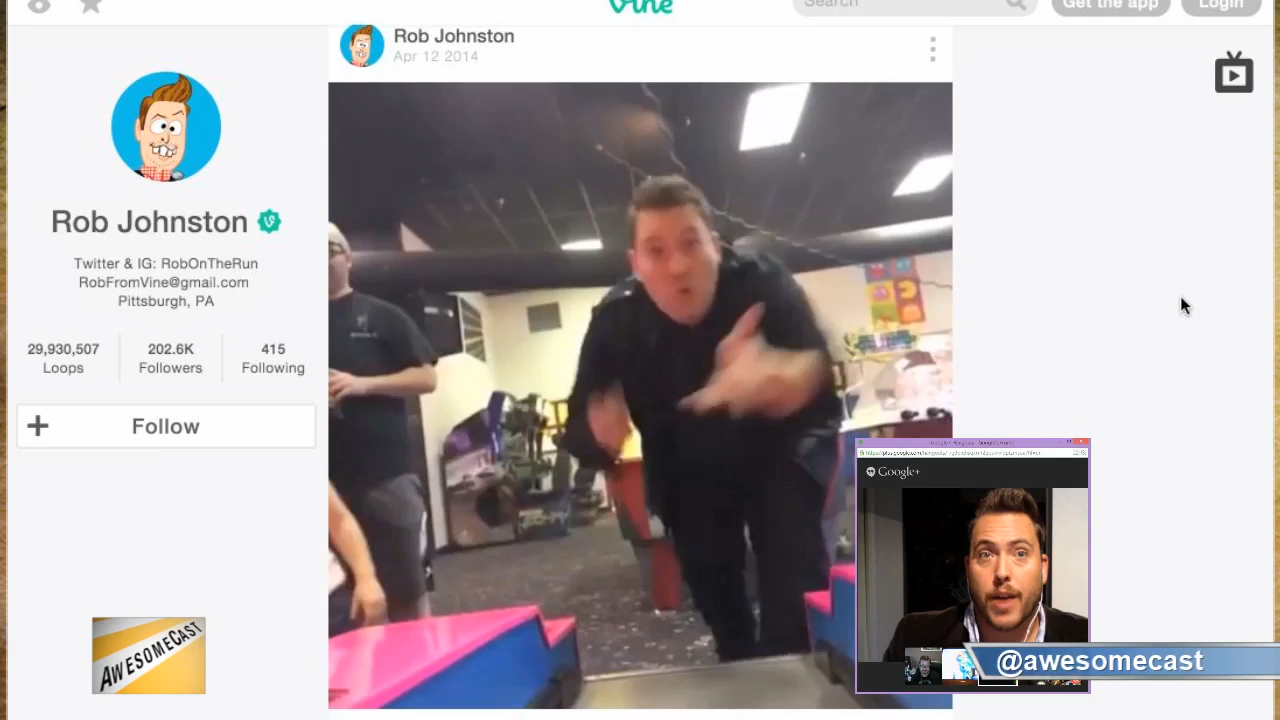 Vine
Search
Get the app
Login
Rob Johnston
Apr 12 2014
Rob Johnston
Twitter & IG: RobOnTheRun
RobFromVine@gmail.com
Pittsburgh, PA
29,930,507
Loops
202.6K
Followers
415
Following
+ Follow
Google+
AWESOMECAST
@awesomecast